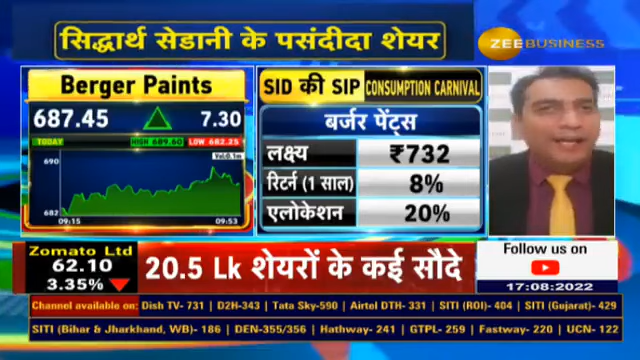 सिद्धार्थ सेडानी के पसंदीदा शेयर
ZEE BUSINESS
Berger Paints
687.45 7.30
TODAY HIGH 689.60 LOW 682.25
Vol:0.1m
690
682
09:15 09:53
SID की SIP CONSUMPTION CARNIVAL
बर्जर पेंट्स
लक्ष्य ₹732
रिटर्न (1 साल) 8%
एलोकेशन 20%
Zomato Ltd
62.10
3.35%
20.5 Lk शेयरों के कई सौदे
Follow us on
17:08:2022
Channel available on: Dish TV- 731 | D2H-343 | Tata Sky-590 | Airtel DTH- 331 | SITI (ROI)- 404 | SITI (Gujarat)- 429
SITI (Bihar & Jharkhand, WB)- 186 | DEN-355/356 | Hathway- 241 | GTPL- 259 | Fastway- 220 | UCN- 122